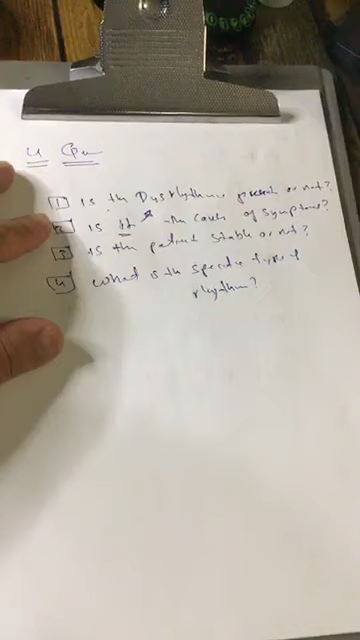 4
1 Is the Dysrhythmia present or not?
2 Is it the cause of symptoms?
3 is the patient stable or not?
4 What is the specific type of
rhythm?